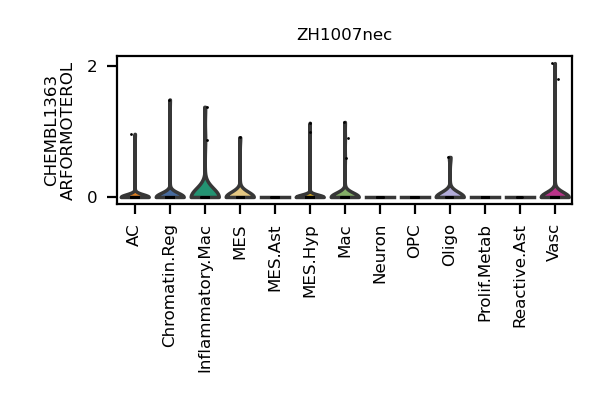 ZH1007nec
CHEMBL1363
ARFORMOTEROL
2
0
AC
Chromatin.Reg
Inflammatory.Mac
MES
MES.Ast
MES.Hyp
Mac
Neuron
OPC
Oligo
Prolif.Metab
Reactive.Ast
Vasc